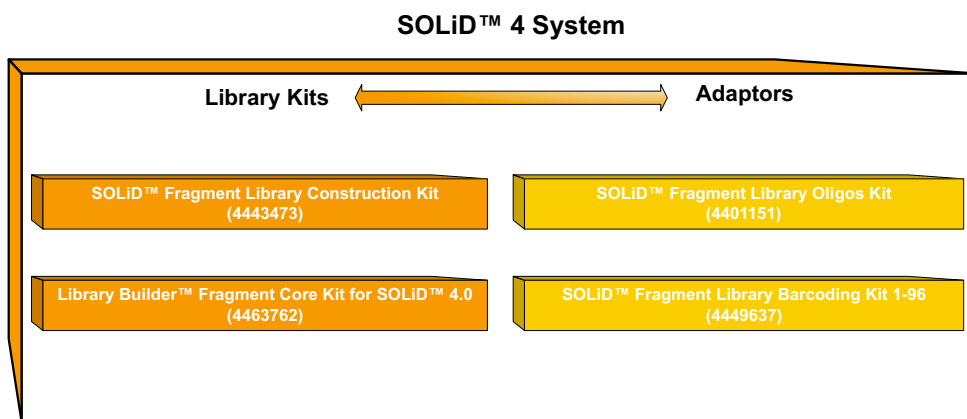 SOLiD™ 4 System
Library Kits
Adaptors
SOLiD™ Fragment Library Construction Kit
(4443473)
SOLiD™ Fragment Library Oligos Kit
(4401151)
Library Builder™ Fragment Core Kit for SOLiD™ 4.0
(4463762)
SOLiD™ Fragment Library Barcoding Kit 1-96
(4449637)